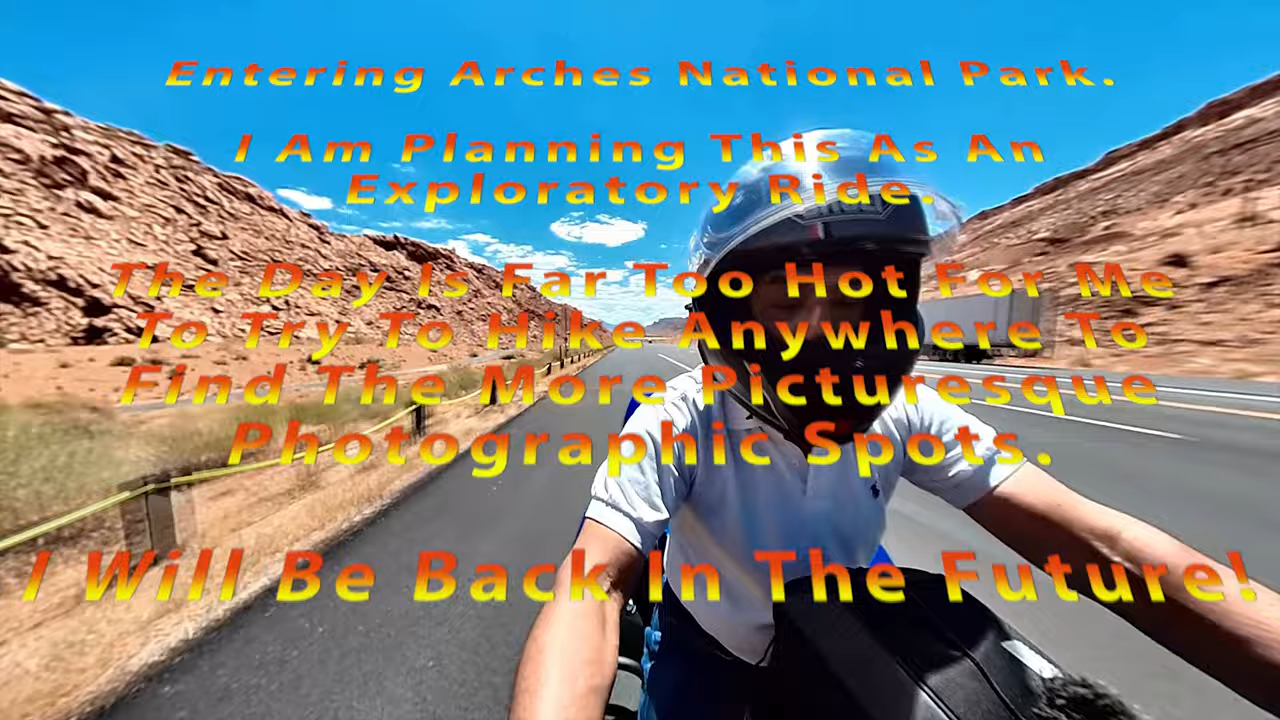 Entering Arches National Park.
I Am Planning This As An
Exploratory Ride.
The Day Is Far Too Hot For Me
To Try To Hike Anywhere To
Find The More Picturesque
Photographic Spots.
I Will Be Back In The Future!